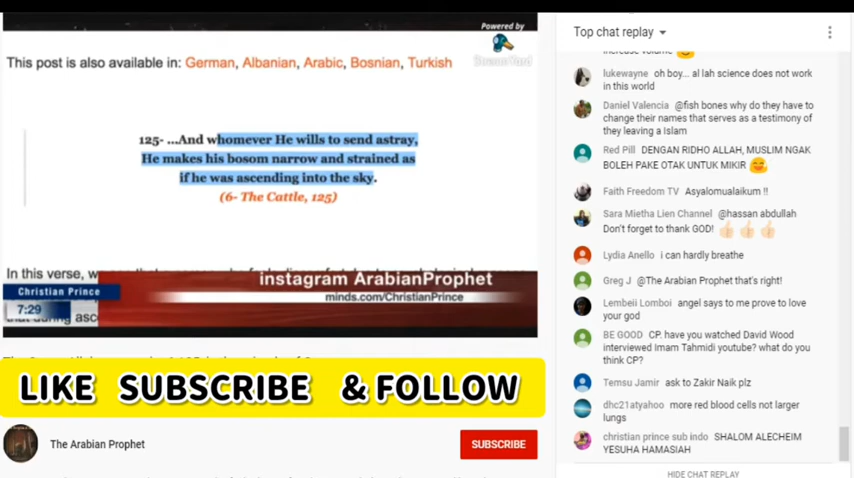 Powered by
StreamYard
This post is also available in: German, Albanian, Arabic, Bosnian, Turkish
125- ...And whomever He wills to send astray,
He makes his bosom narrow and strained as
if he was ascending into the sky.
(6- The Cattle, 125)
In this verse, w
instagram ArabianProphet
Christian Prince
minds.com/ChristianPrince
7:29
LIKE SUBSCRIBE & FOLLOW
The Arabian Prophet
SUBSCRIBE
Top chat replay
increase volume
lukewayne oh boy... al lah science does not work
in this world
Daniel Valencia @fish bones why do they have to
change their names that serves as a testimony of
they leaving a Islam
Red Pill DENGAN RIDHO ALLAH, MUSLIM NGAK
BOLEH PAKE OTAK UNTUK MIKIR
Faith Freedom TV Asyalomualaikum !!
Sara Mietha Lien Channel @hassan abdullah
Don't forget to thank GOD!
Lydia Anello i can hardly breathe
Greg J @The Arabian Prophet that's right!
Lembeii Lomboi angel says to me prove to love
your god
BE GOOD CP. have you watched David Wood
interviewed Imam Tahmidi youtube? what do you
think CP?
Temsu Jamir ask to Zakir Naik plz
dhc21atyahoo more red blood cells not larger
lungs
christian prince sub indo SHALOM ALECHEIM
YESUHA HAMASIAH
HIDE CHAT REPLAY